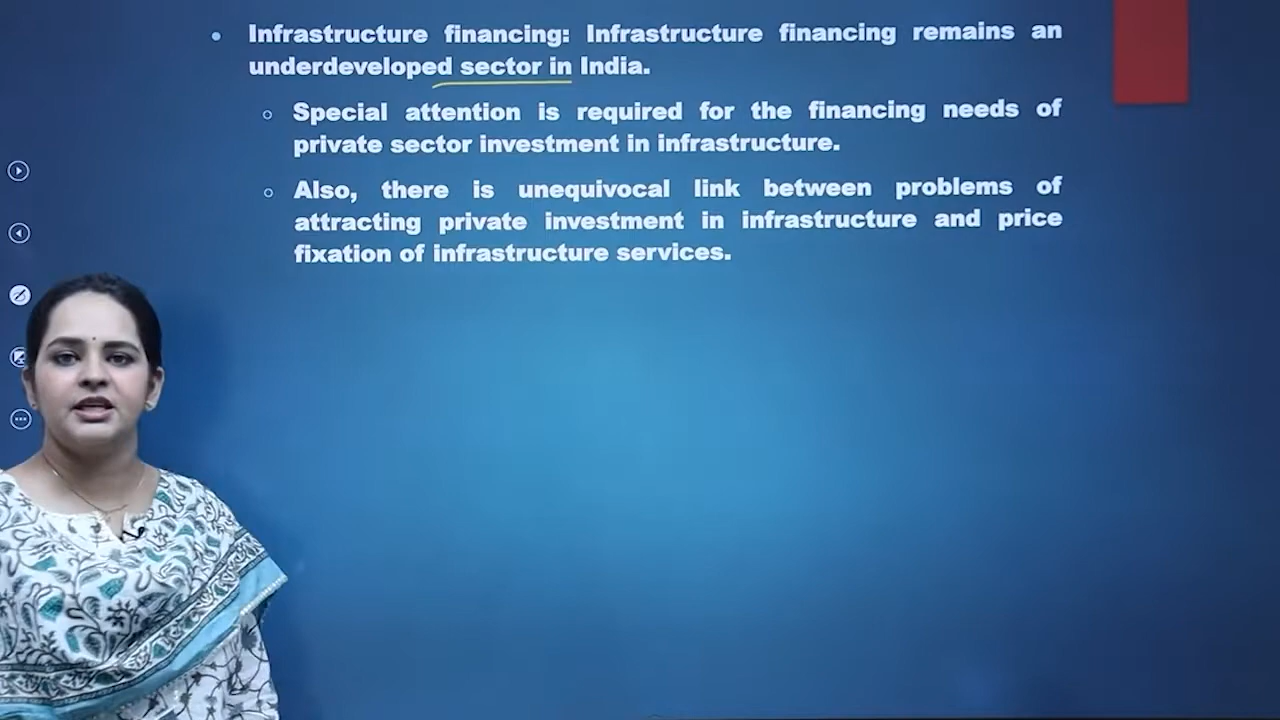 Infrastructure financing: Infrastructure financing remains an
underdeveloped sector in India.
Special attention is required for the financing needs of
private sector investment in infrastructure.
Also, there is unequivocal link between problems of
attracting private investment in infrastructure and price
fixation of infrastructure services.